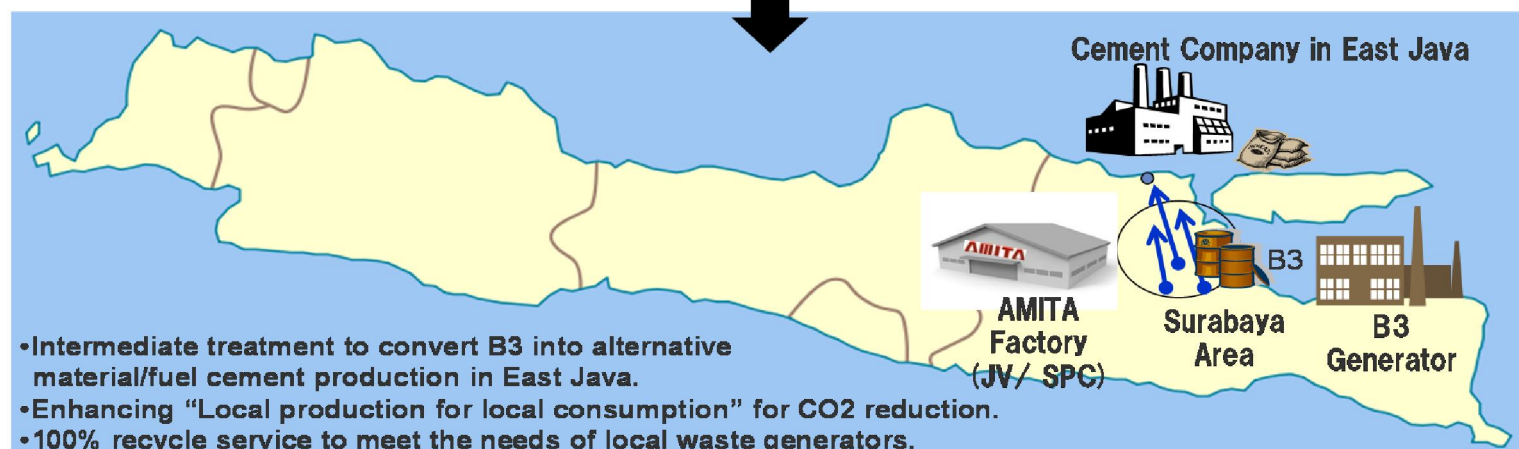 Cement Company in East Java
AMITA
B3
AMITA
Factory
(JV/ SPC)
Surabaya
Area
B3
Generator
•Intermediate treatment to convert B3 into alternative
material/fuel cement production in East Java.
•Enhancing “Local production for local consumption” for CO2 reduction.
•100% recycle service to meet the needs of local waste generators.